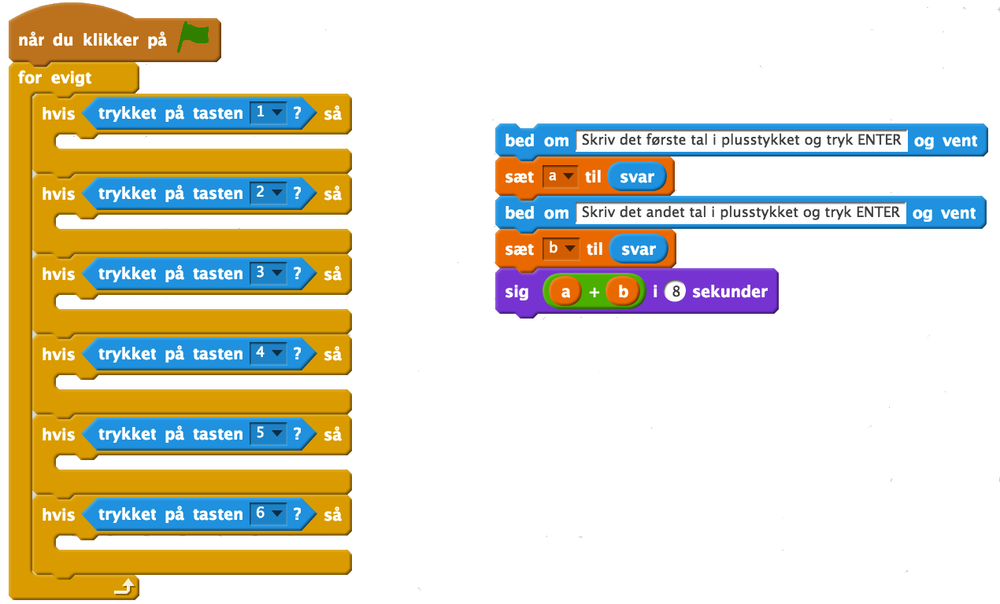 når du klikker på
for evigt
hvis trykket på tasten 1 ? så
hvis trykket på tasten 2 ? så
hvis trykket på tasten 3 ? så
hvis trykket på tasten 4 ? så
hvis trykket på tasten 5 ? så
hvis trykket på tasten 6 ? så
bed om Skriv det første tal i plusstykket og tryk ENTER og vent
sæt a til svar
bed om Skriv det andet tal i plusstykket og tryk ENTER og vent
sæt b til svar
sig a + b i 8 sekunder